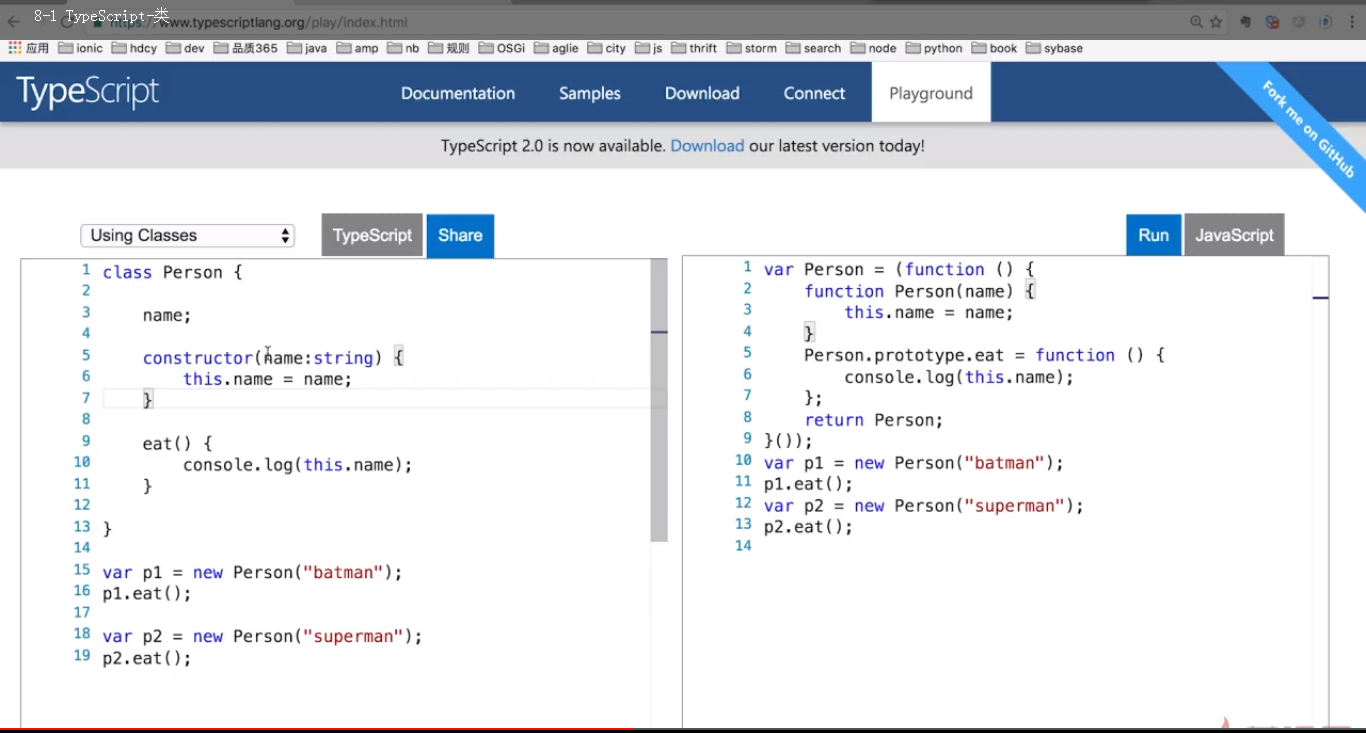 8-1 TypeScript-类
https://www.typescriptlang.org/play/index.html
应用 ionic hdcy dev 品质365 java amp nb 规则 OSGi aglie city js thrift storm search node python book sybase
TypeScript Documentation Samples Download Connect Playground
Fork me on GitHub
TypeScript 2.0 is now available. Download our latest version today!
Using Classes TypeScript Share Run JavaScript
1 class Person {
2
3 name;
4
5 constructor(name:string) {
6 this.name = name;
7 }
8
9 eat() {
10 console.log(this.name);
11 }
12
13 }
14
15 var p1 = new Person("batman");
16 p1.eat();
17
18 var p2 = new Person("superman");
19 p2.eat();
1 var Person = (function () {
2 function Person(name) {
3 this.name = name;
4 }
5 Person.prototype.eat = function () {
6 console.log(this.name);
7 };
8 return Person;
9 }());
10 var p1 = new Person("batman");
11 p1.eat();
12 var p2 = new Person("superman");
13 p2.eat();
14